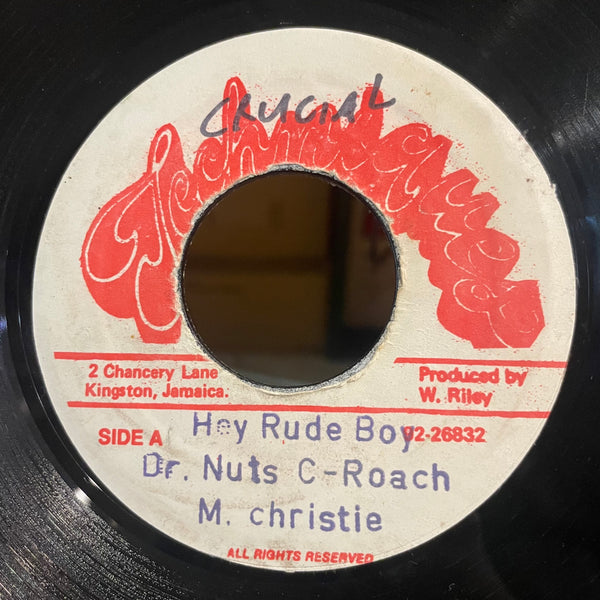 CRUCIAL
Techniques
2 Chancery Lane
Kingston, Jamaica.
Produced by
W. Riley
SIDE A Hey Rude Boy 92-26832
Dr. Nuts C-Roach
M. christie
ALL RIGHTS RESERVED